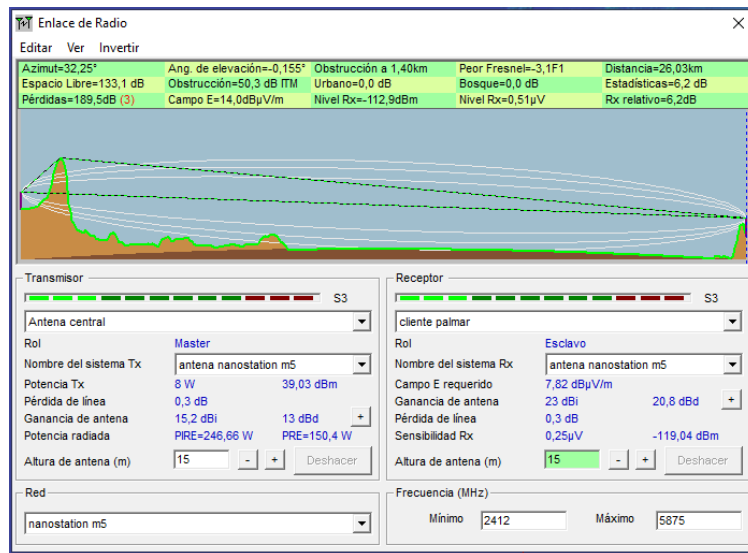 Enlace de Radio
Editar Ver Invertir
Azimut=32,25° Ang. de elevación=-0,155° Obstrucción a 1,40km Peor Fresnel=-3,1F1 Distancia=26,03km
Espacio Libre=133,1 dB Obstrucción=50,3 dB ITM Urbano=0,0 dB Bosque=0,0 dB Estadísticas=6,2 dB
Pérdidas=189,5dB (3) Campo E=14,0dBµV/m Nivel Rx=-112,9dBm Nivel Rx=0,51µV Rx relativo=6,2dB
Transmisor Receptor
S3 S3
Antena central cliente palmar
Rol Master Rol Esclavo
Nombre del sistema Tx antena nanostation m5 Nombre del sistema Rx antena nanostation m5
Potencia Tx 8 W 39,03 dBm Campo E requerido 7,82 dBµV/m
Pérdida de línea 0,3 dB Ganancia de antena 23 dBi 20,8 dBd +
Ganancia de antena 15,2 dBi 13 dBd + Pérdida de línea 0,3 dB
Potencia radiada PIRE=246,66 W PRE=150,4 W Sensibilidad Rx 0,25µV -119,04 dBm
Altura de antena (m) 15 - + Deshacer Altura de antena (m) 15 - + Deshacer
Red Frecuencia (MHz)
nanostation m5 Mínimo 2412 Máximo 5875